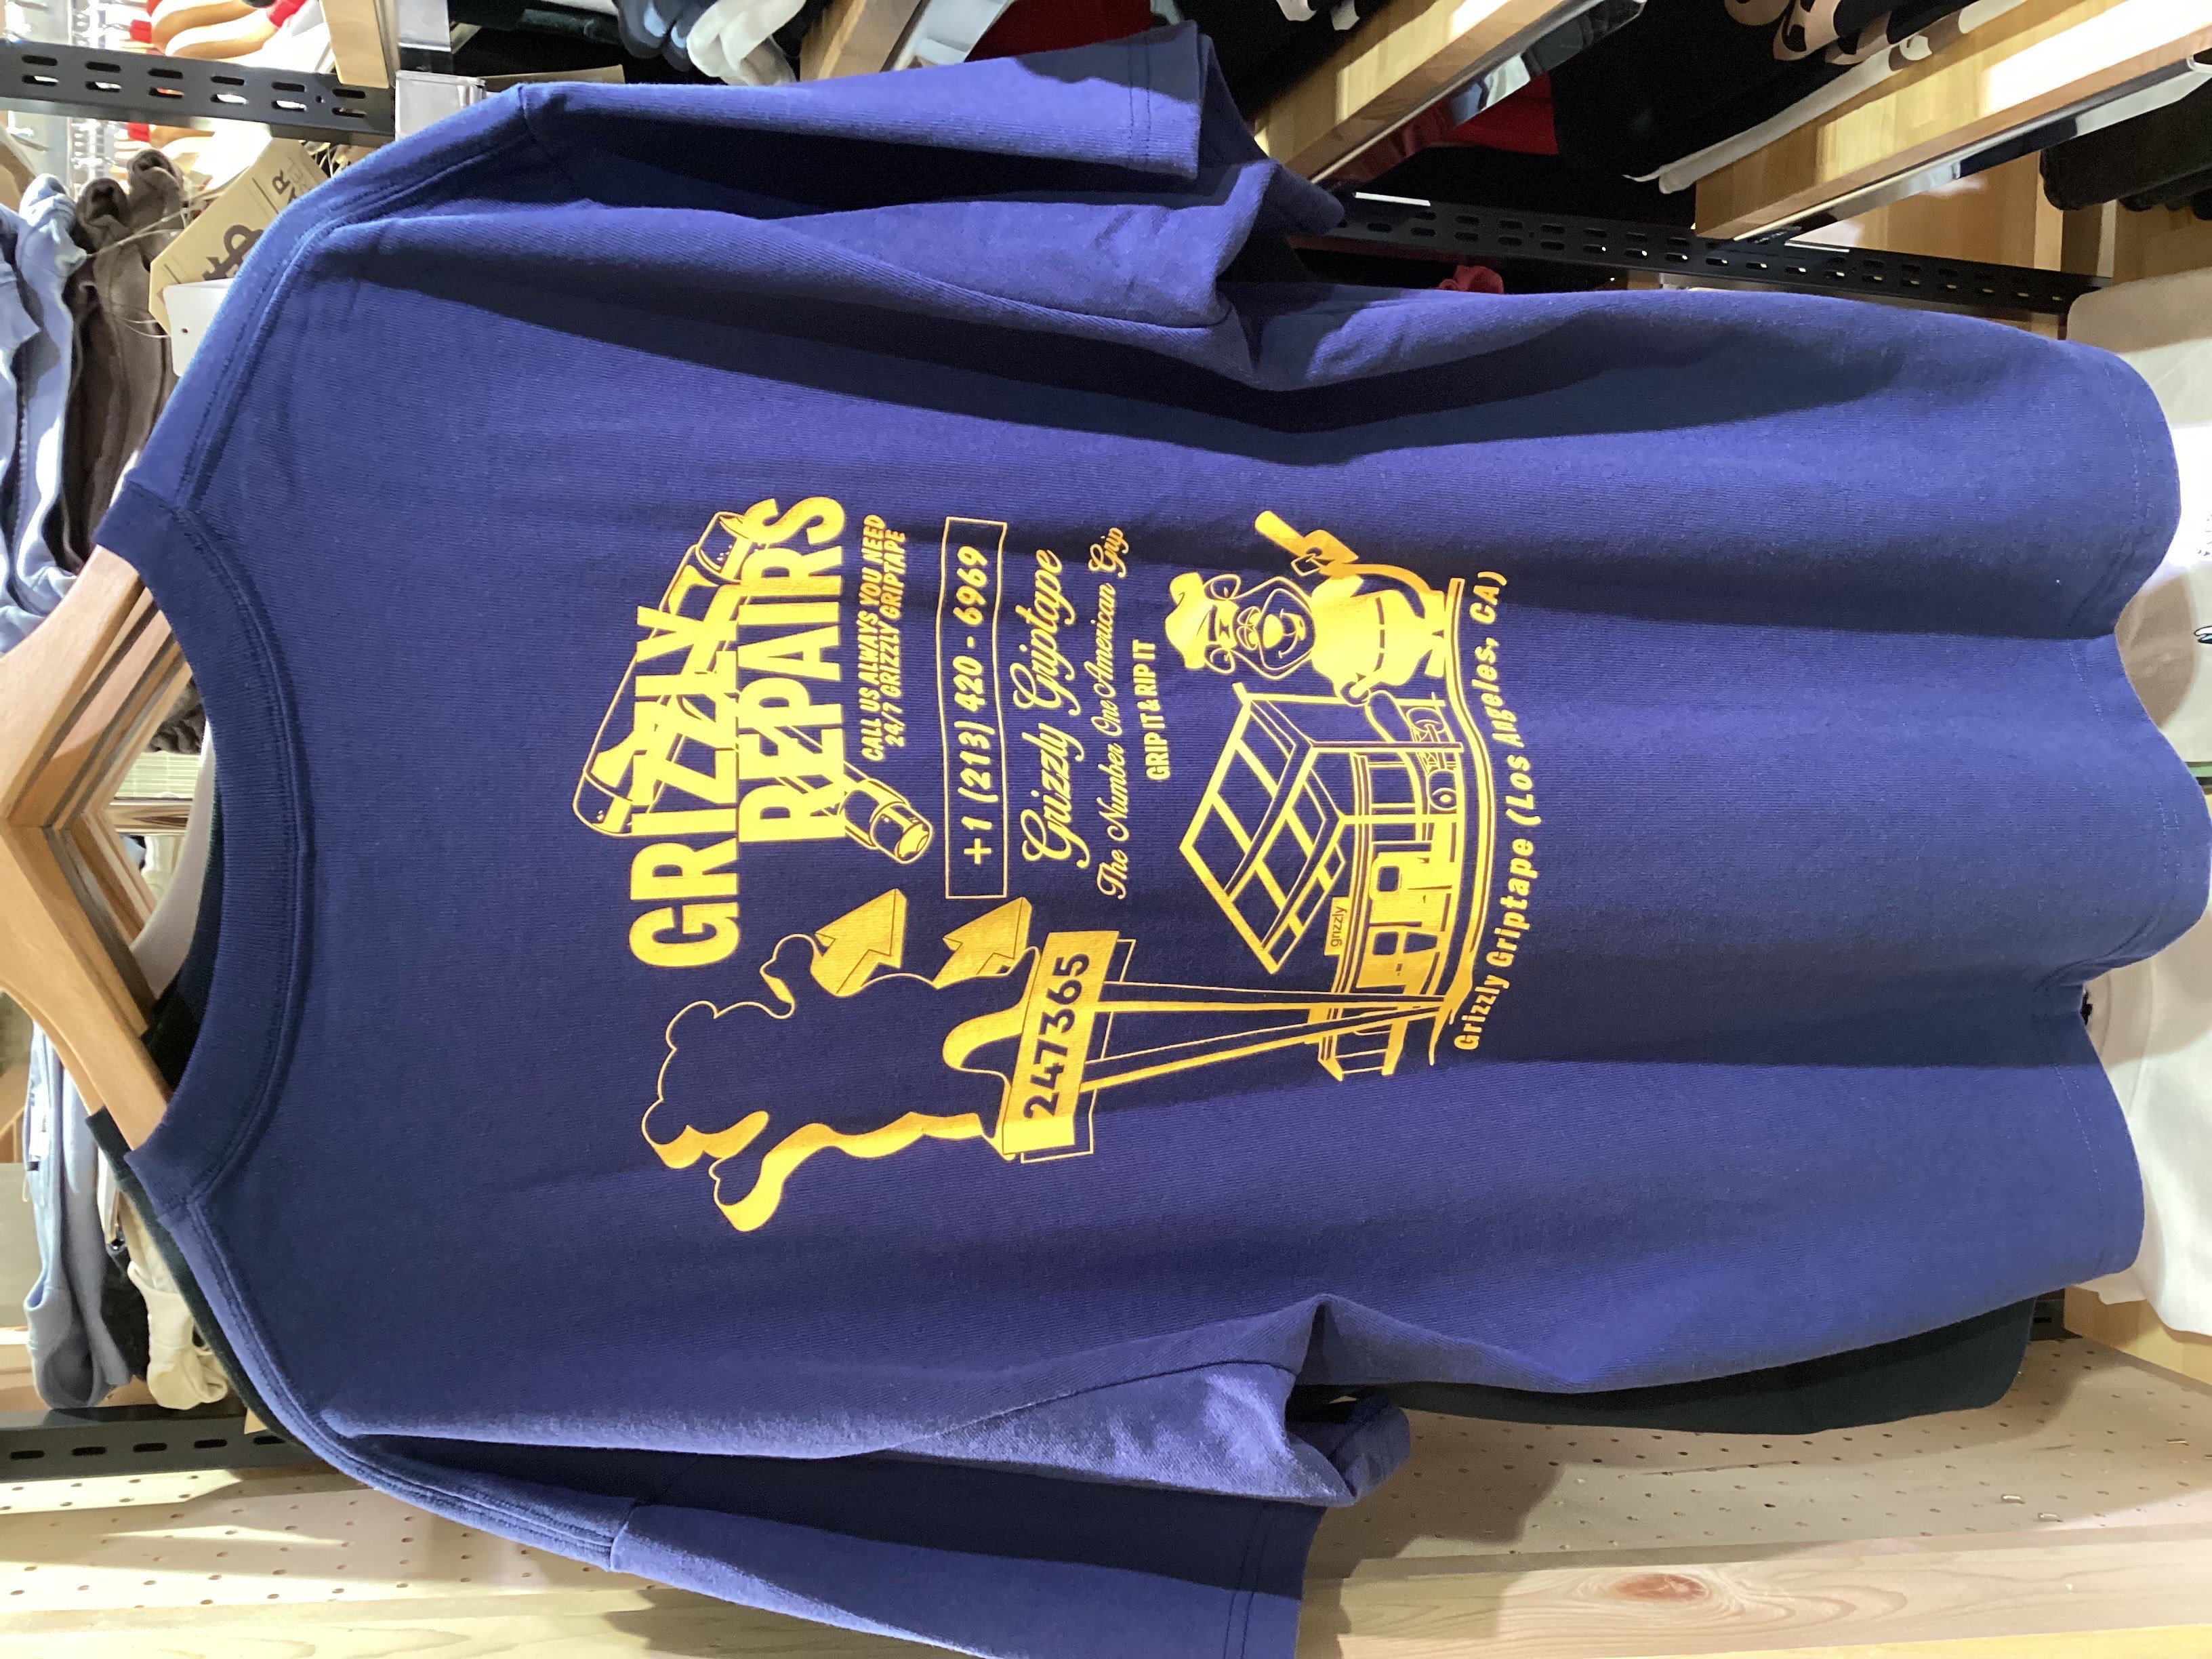 GRIZZLY
REPAIRS
CALL US ALWAYS YOU NEED
24/7 GRIZZLY GRIPTAPE
+1 (213) 420 - 6969
Grizzly Griptape
The Number One American Grip
GRIP IT & RIP IT
247365
grizzly
Grizzly Griptape (Los Angeles, CA)